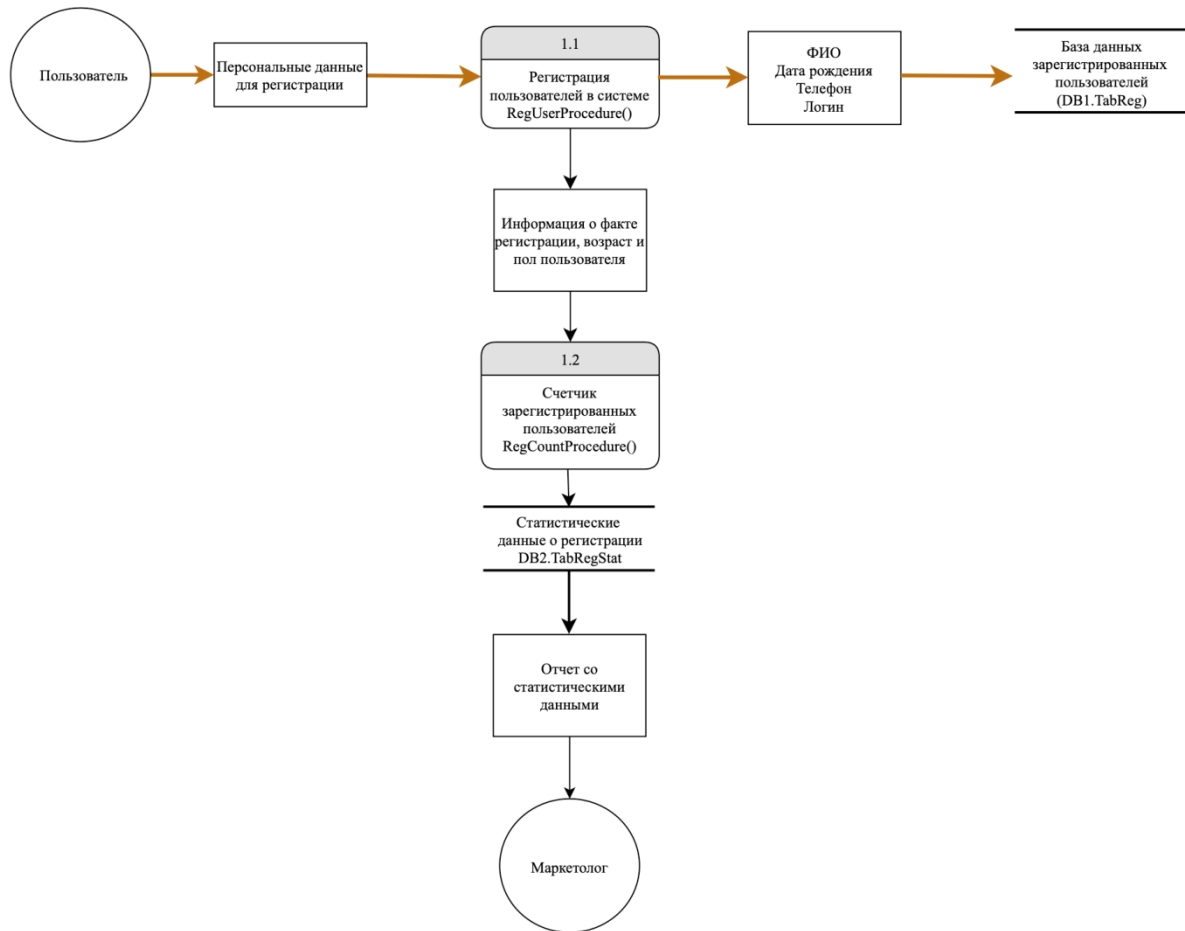 Пользователь
Персональные данные
для регистрации
1.1
Регистрация
пользователей в системе
RegUserProcedure()
ФИО
Дата рождения
Телефон
Логин
База данных
зарегистрированных
пользователей
(DB1.TabReg)
Информация о факте
регистрации, возраст и
пол пользователя
1.2
Счетчик
зарегистрированных
пользователей
RegCountProcedure()
Статистические
данные о регистрации
DB2.TabRegStat
Отчет со
статистическими
данными
Маркетолог